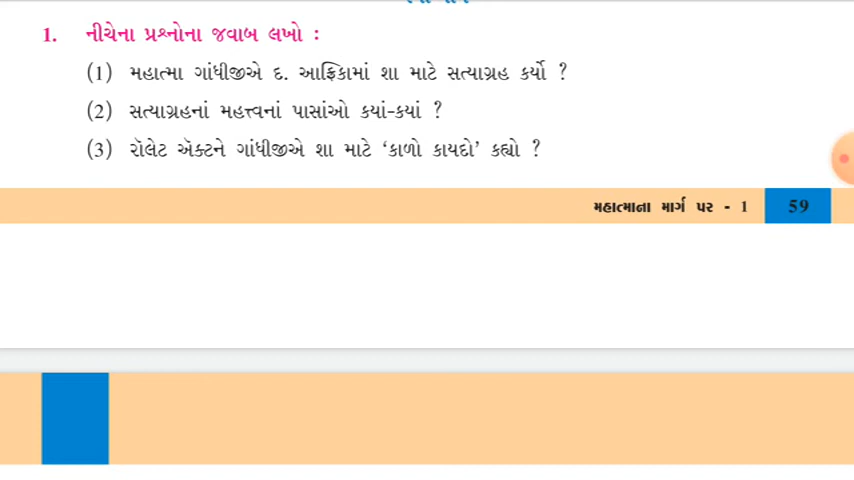 1. નીચેના પ્રશ્નોના જવાબ લખો :
(1) મહાત્મા ગાંધીજીએ દ. આફ્રિકામાં શા માટે સત્યાગ્રહ કર્યો ?
(2) સત્યાગ્રહનાં મહત્ત્વનાં પાસાંઓ કયાં-કયાં ?
(3) રૉલેટ ઍક્ટને ગાંધીજીએ શા માટે ‘કાળો કાયદો’ કહ્યો ?
મહાત્માના માર્ગ પર - 1 59